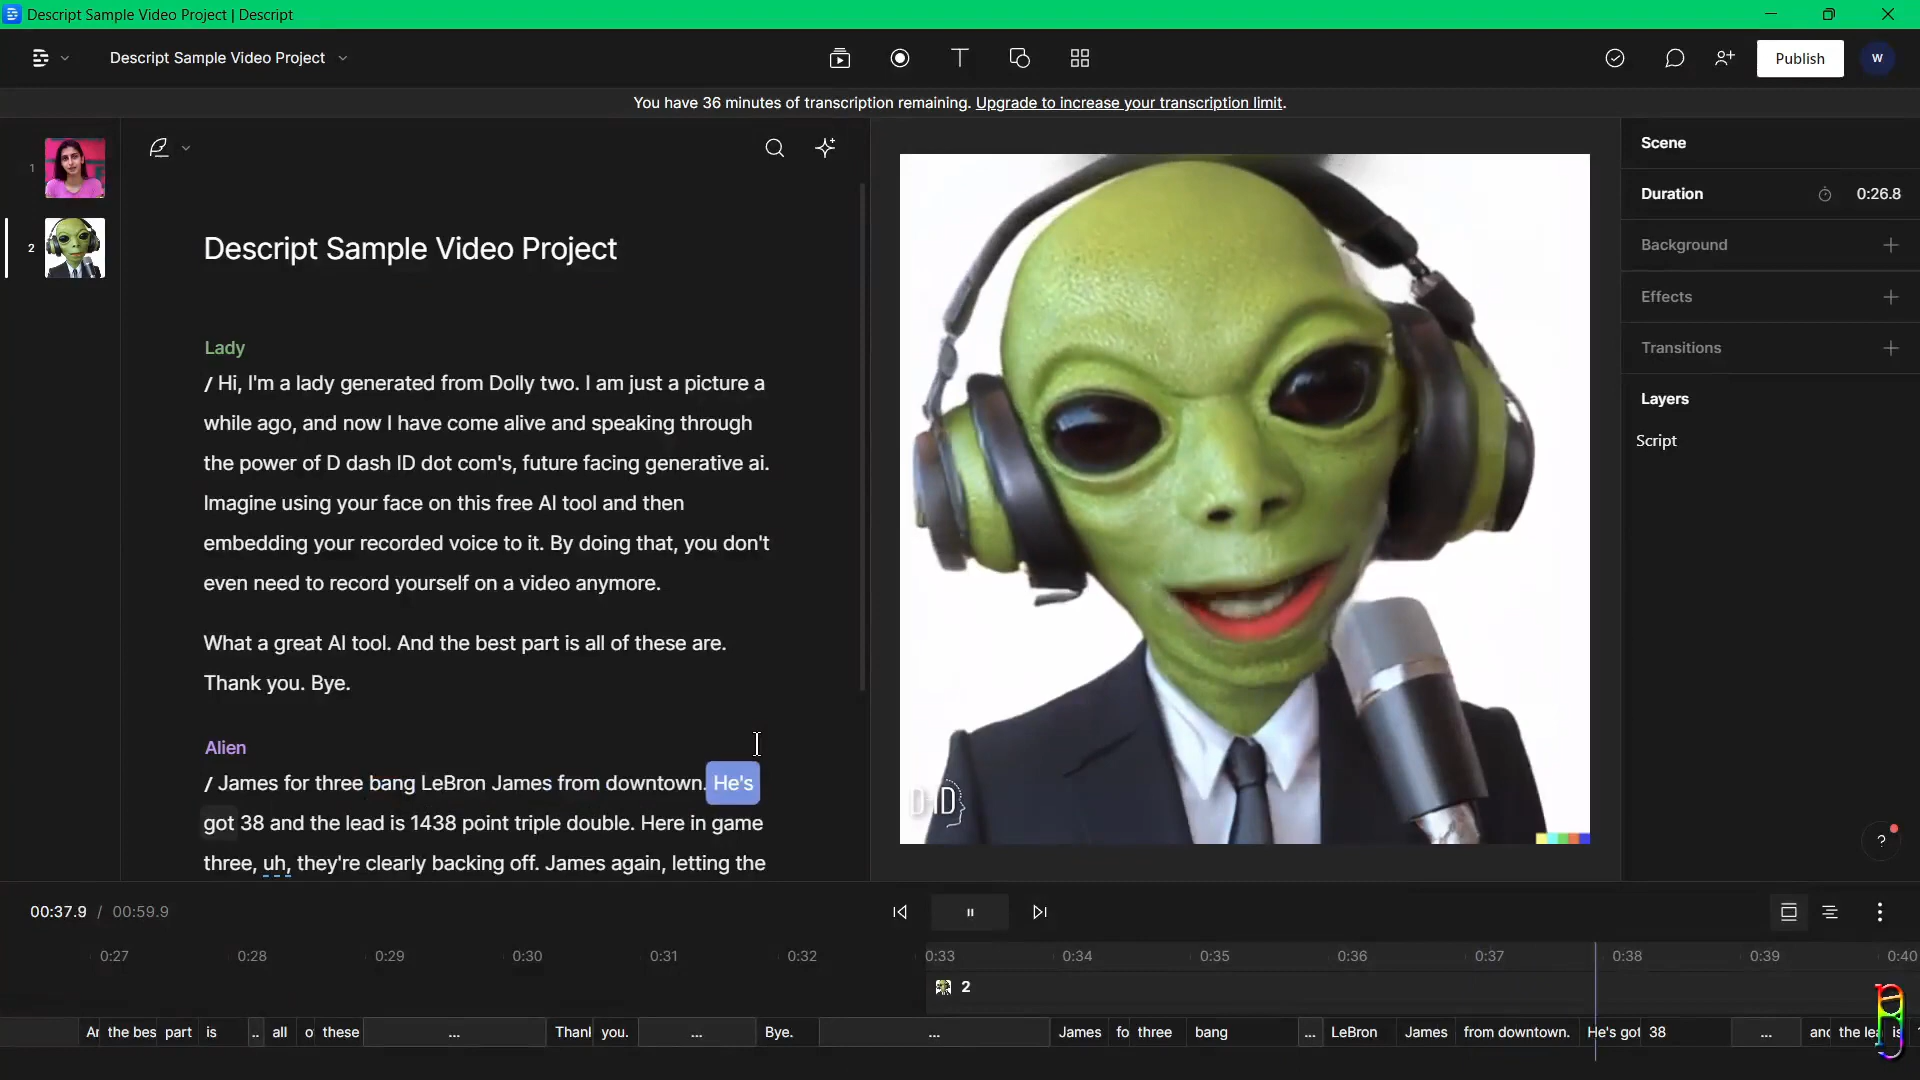 Descript Sample Video Project | Descript
Descript Sample Video Project
Publish
W
You have 36 minutes of transcription remaining. Upgrade to increase your transcription limit.
1
2
Descript Sample Video Project
Lady
/ Hi, I'm a lady generated from Dolly two. I am just a picture a
while ago, and now I have come alive and speaking through
the power of D dash ID dot com's, future facing generative ai.
Imagine using your face on this free AI tool and then
embedding your recorded voice to it. By doing that, you don't
even need to record yourself on a video anymore.
What a great AI tool. And the best part is all of these are.
Thank you. Bye.
Alien
/ James for three bang LeBron James from downtown. He's
got 38 and the lead is 1438 point triple double. Here in game
three, uh, they're clearly backing off. James again, letting the
D-ID
Scene
Duration 0:26.8
Background
Effects
Transitions
Layers
Script
?
00:37.9 / 00:59.9
0:27 0:28 0:29 0:30 0:31 0:32 0:33 0:34 0:35 0:36 0:37 0:38 0:39 0:40
2
Ar the bes part is .. all o these ... Thank you. ... Bye. ... James fo three bang ... LeBron James from downtown. He's got 38 ... and the lea is